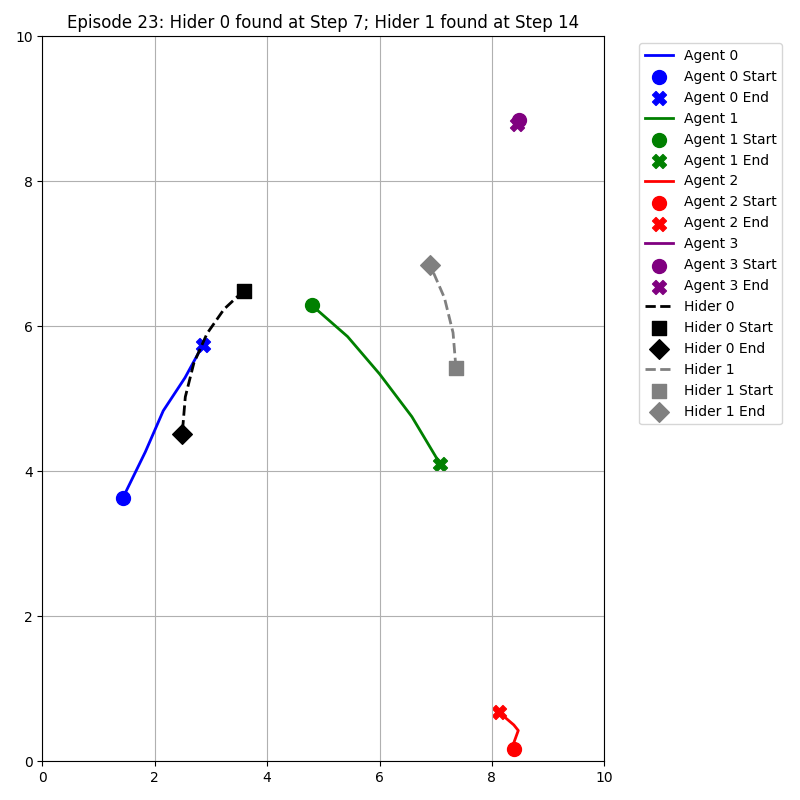 Episode 23: Hider 0 found at Step 7; Hider 1 found at Step 14
10
8
6
4
2
0
0 2 4 6 8 10
Agent 0
Agent 0 Start
Agent 0 End
Agent 1
Agent 1 Start
Agent 1 End
Agent 2
Agent 2 Start
Agent 2 End
Agent 3
Agent 3 Start
Agent 3 End
Hider 0
Hider 0 Start
Hider 0 End
Hider 1
Hider 1 Start
Hider 1 End